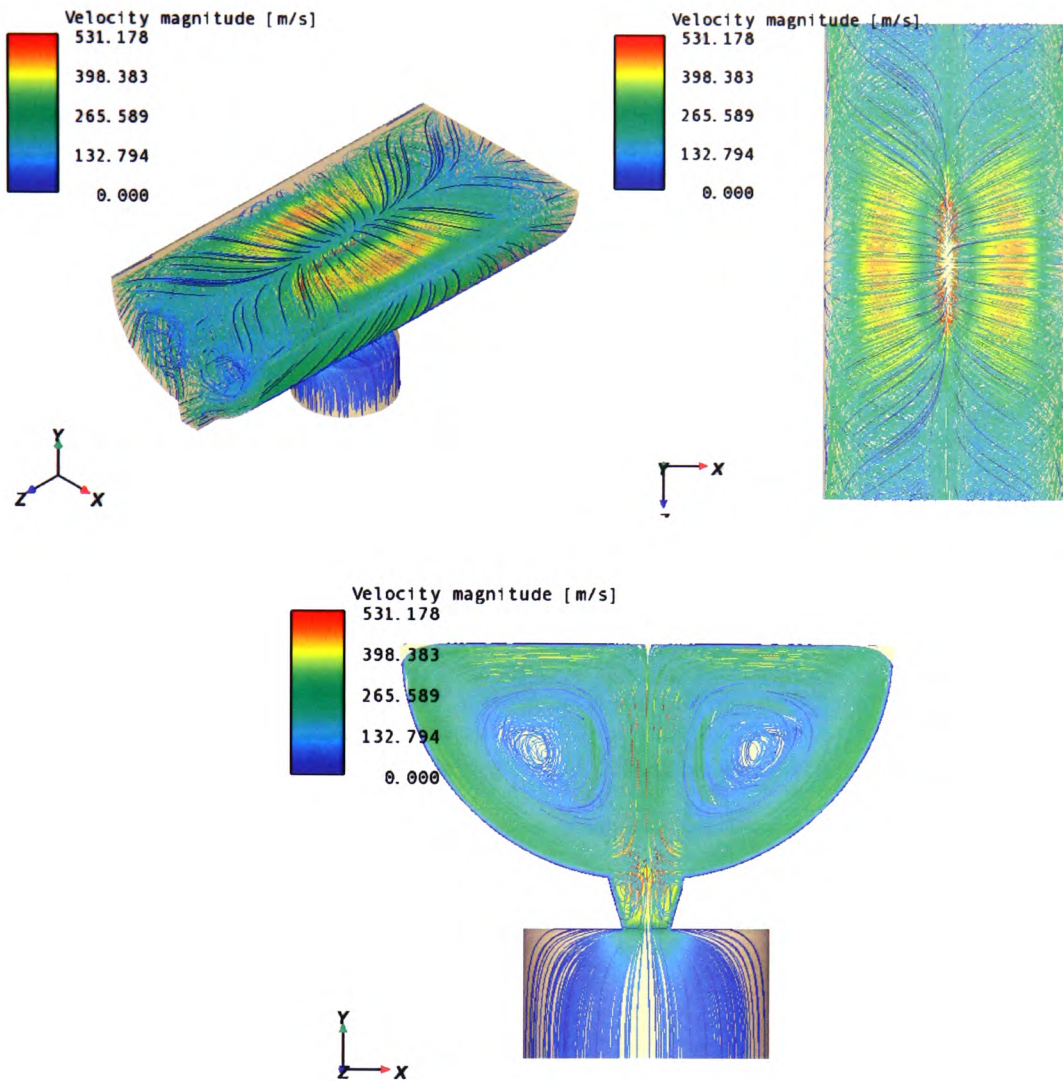 Velocity magnitude [m/s]
531.178
398.383
265.589
132.794
0.000
Y
Z
X
Velocity magnitude [m/s]
531.178
398.383
265.589
132.794
0.000
Y
X
Velocity magnitude [m/s]
531.178
398.383
265.589
132.794
0.000
Y
Z
X